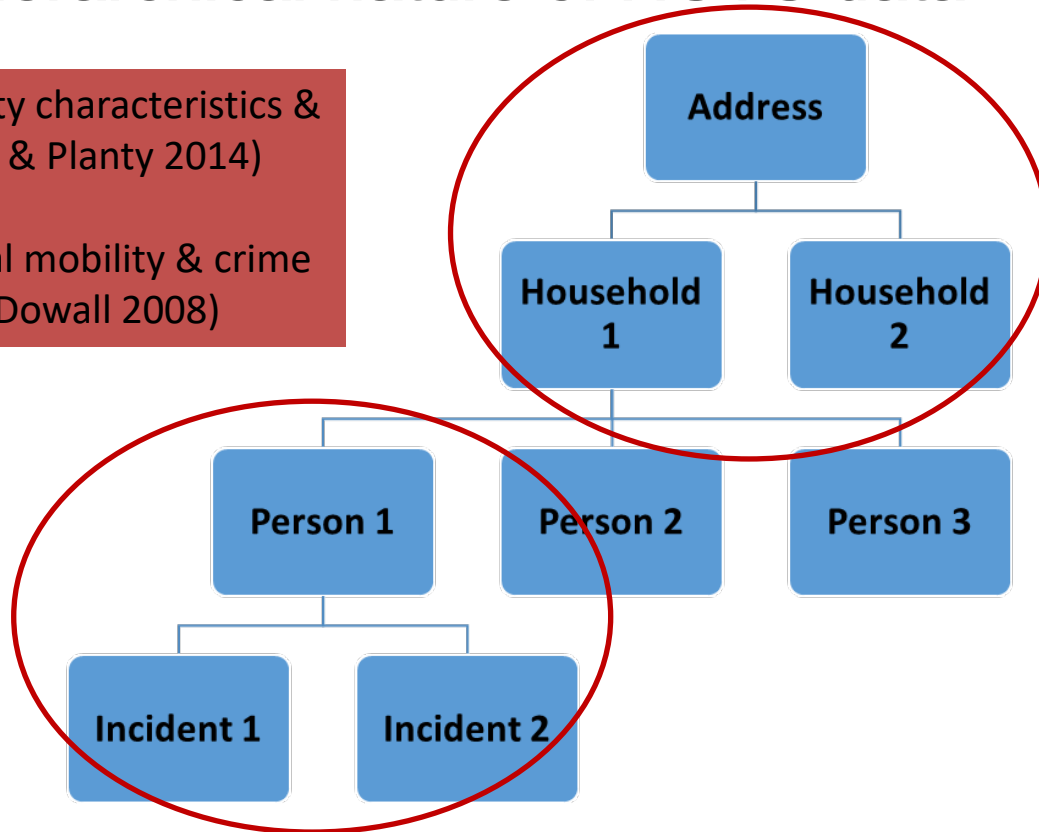 ty characteristics &
& Planty 2014)
al mobility & crime
Dowall 2008)
Address
Household
1
Household
2
Person 1
Person 2
Person 3
Incident 1
Incident 2